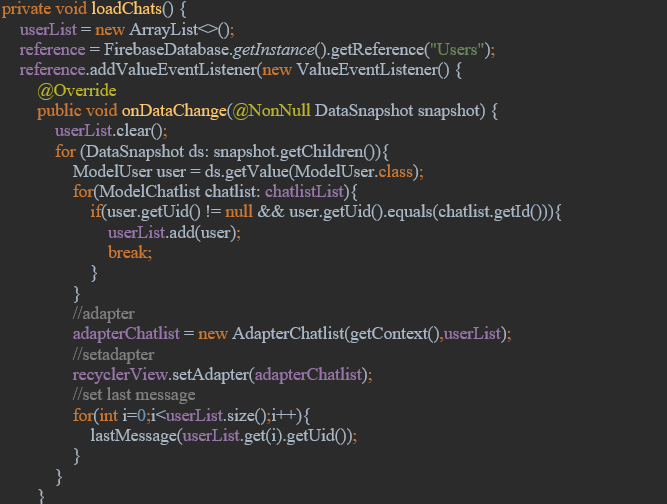 private void loadChats() {
userList = new ArrayList<>();
reference = FirebaseDatabase.getInstance().getReference("Users");
reference.addValueEventListener(new ValueEventListener() {
@Override
public void onDataChange(@NonNull DataSnapshot snapshot) {
userList.clear();
for (DataSnapshot ds: snapshot.getChildren()){
ModelUser user = ds.getValue(ModelUser.class);
for(ModelChatlist chatlist: chatlistList){
if(user.getUid() != null && user.getUid().equals(chatlist.getId())){
userList.add(user);
break;
}
}
//adapter
adapterChatlist = new AdapterChatlist(getContext(),userList);
//setadapter
recyclerView.setAdapter(adapterChatlist);
//set last message
for(int i=0;i<userList.size();i++){
lastMessage(userList.get(i).getUid());
}
}
}